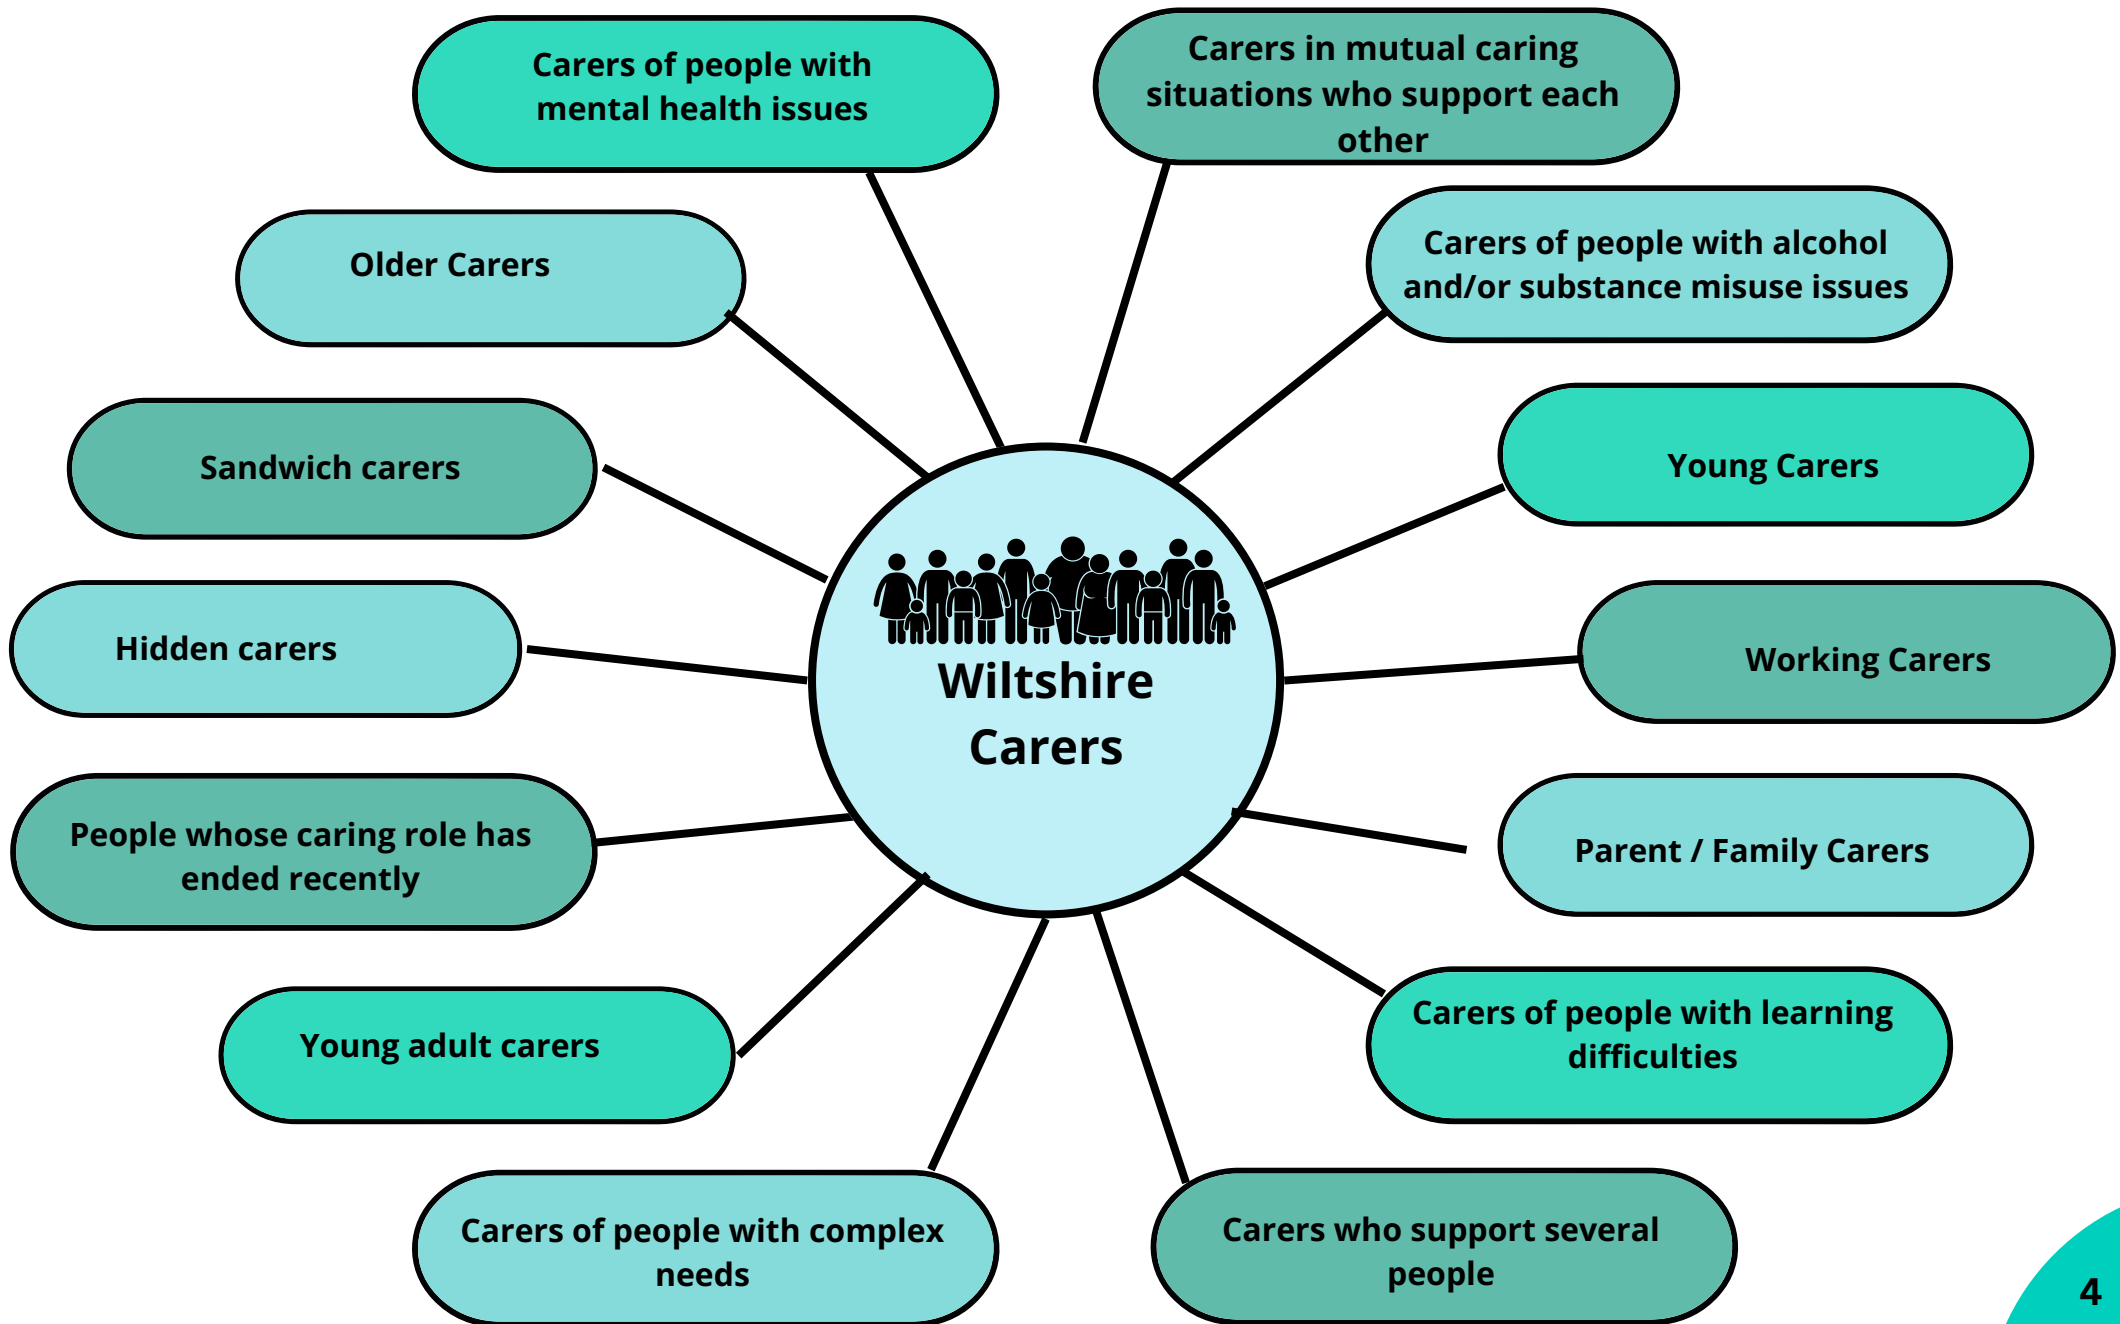 Carers of people with
mental health issues
Carers in mutual caring
situations who support each
other
Older Carers
Carers of people with alcohol
and/or substance misuse issues
Sandwich carers
Young Carers
Hidden carers
Wiltshire
Carers
Working Carers
People whose caring role has
ended recently
Parent / Family Carers
Young adult carers
Carers of people with learning
difficulties
Carers of people with complex
needs
Carers who support several
people
4